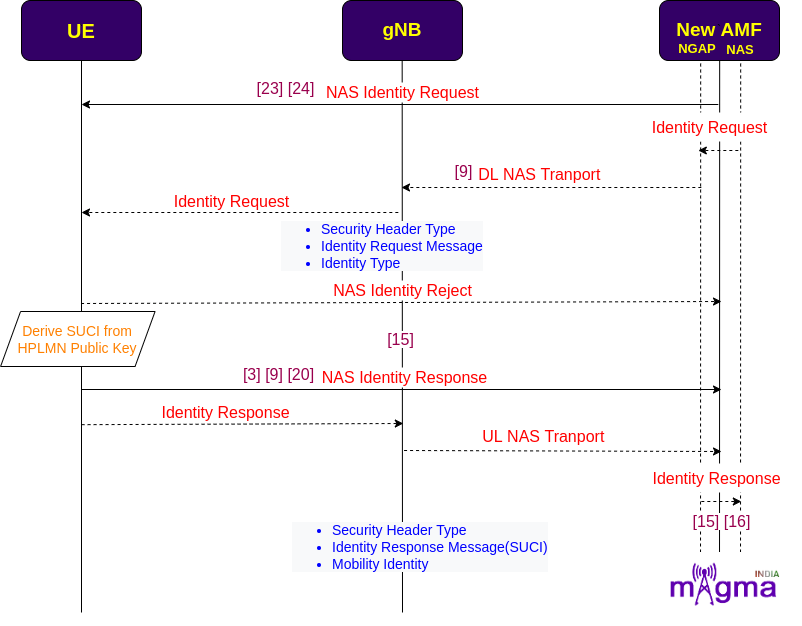 UE
gNB
New AMF
NGAP NAS
[23] [24] NAS Identity Request
Identity Request
[9] DL NAS Tranport
Identity Request
• Security Header Type
• Identity Request Message
• Identity Type
NAS Identity Reject
Derive SUCI from
HPLMN Public Key
[15]
[3] [9] [20] NAS Identity Response
Identity Response
UL NAS Tranport
Identity Response
[15] [16]
• Security Header Type
• Identity Response Message(SUCI)
• Mobility Identity
INDIA
magma